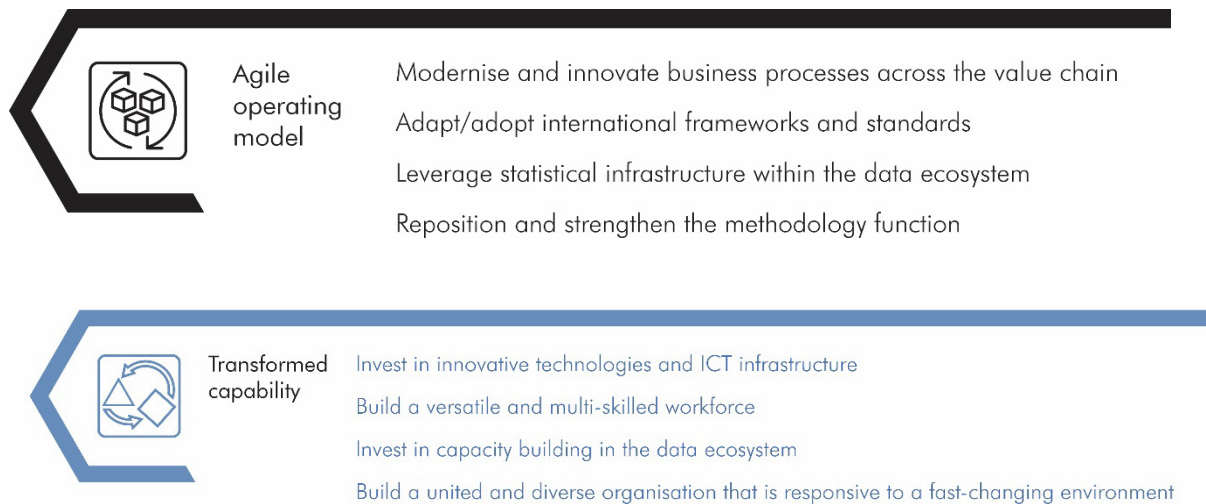 Agile
operating
model
Modernise and innovate business processes across the value chain
Adapt/adopt international frameworks and standards
Leverage statistical infrastructure within the data ecosystem
Reposition and strengthen the methodology function
Transformed
capability
Invest in innovative technologies and ICT infrastructure
Build a versatile and multi-skilled workforce
Invest in capacity building in the data ecosystem
Build a united and diverse organisation that is responsive to a fast-changing environment